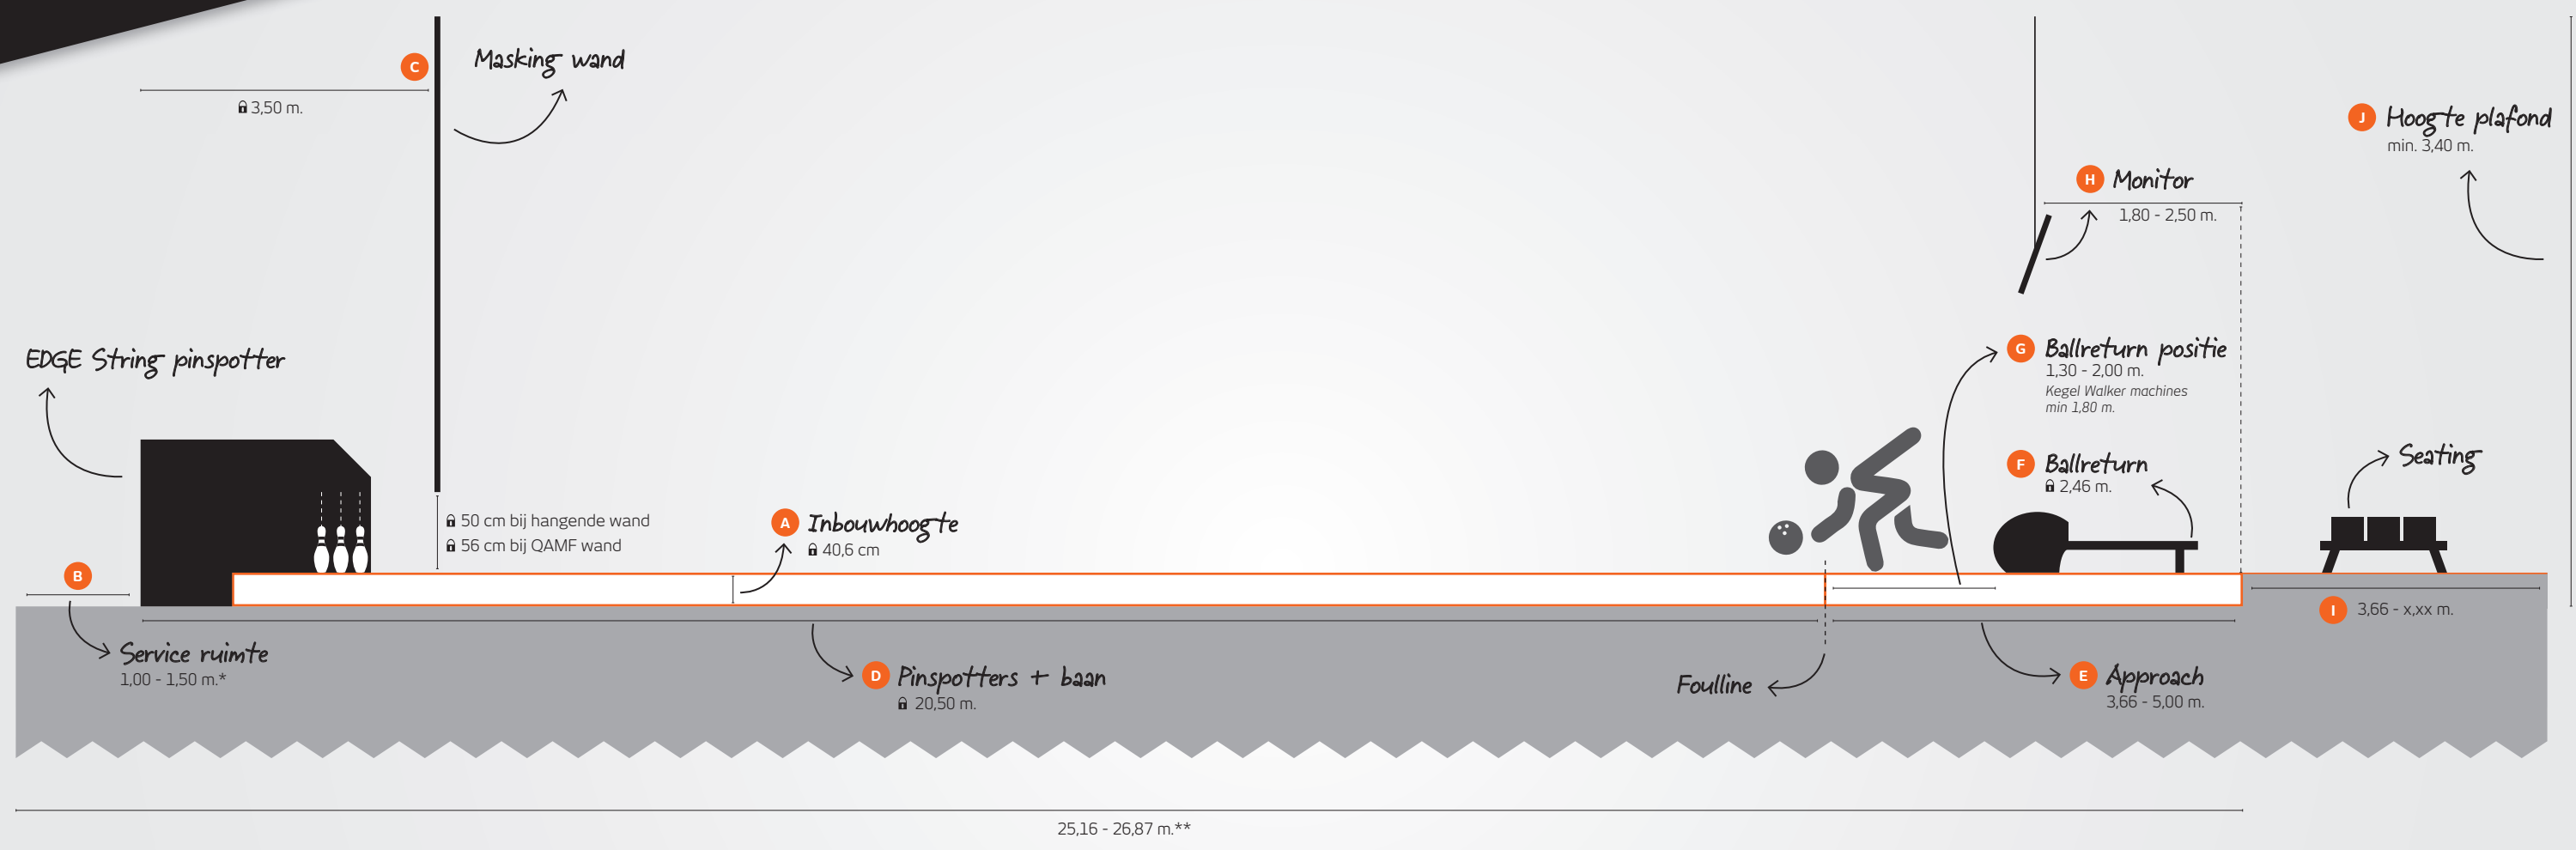 C
Masking wand
3,50 m.
J
Hoogte plafond
min. 3,40 m.
H
Monitor
1,80 - 2,50 m.
EDGE String pinspotter
G
Ballreturn positie
1,30 - 2,00 m.
Kegel Walker machines
min 1,80 m.
F
Ballreturn
2,46 m.
Seating
50 cm bij hangende wand
56 cm bij QAMF wand
A
Inbouwhoogte
40,6 cm
B
Service ruimte
1,00 - 1,50 m.*
I
3,66 - x,xx m.
D
Pinspotters + baan
20,50 m.
Foulline
E
Approach
3,66 - 5,00 m.
25,16 - 26,87 m.**